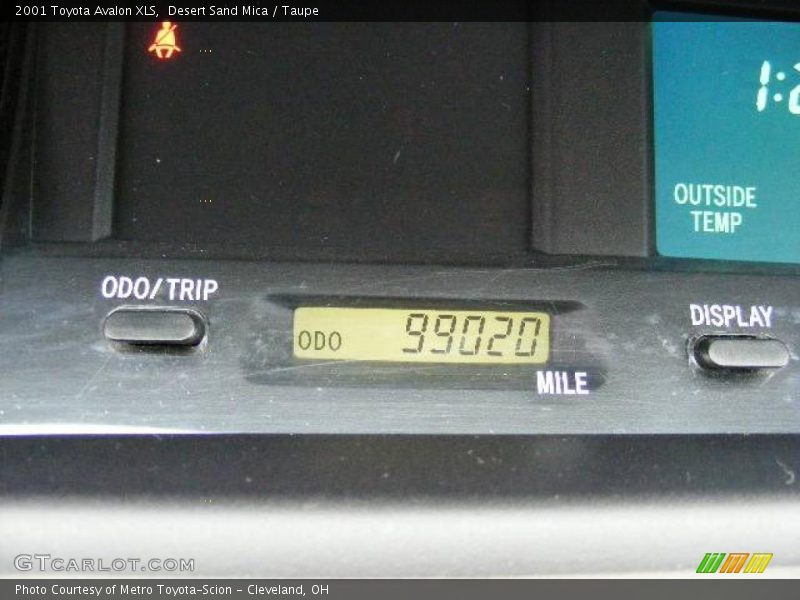 2001 Toyota Avalon XLS,  Desert Sand Mica / Taupe
OUTSIDE
TEMP
ODO/TRIP
ODO 99020
MILE
DISPLAY
GTCARLOT.COM
Photo Courtesy of Metro Toyota-Scion - Cleveland, OH